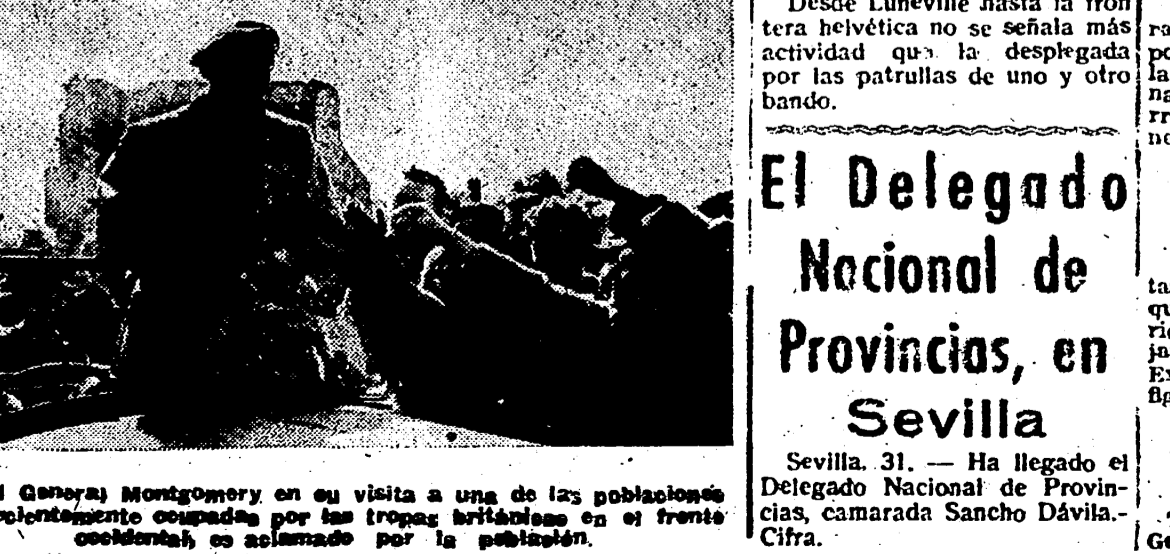 General Montgomery, en su visita a una de las poblaciones
recientemente ocupadas por las tropas británicas en el frente
occidental, es aclamado por la población.
Desde Luneville hasta la fron
tera helvética no se señala más
actividad que la desplegada
por las patrullas de uno y otro
bando.
El Delegado
Nacional de
Provincias, en
Sevilla
Sevilla. 31. — Ha llegado el
Delegado Nacional de Provin-
cias, camarada Sancho Dávila.-
Cifra.